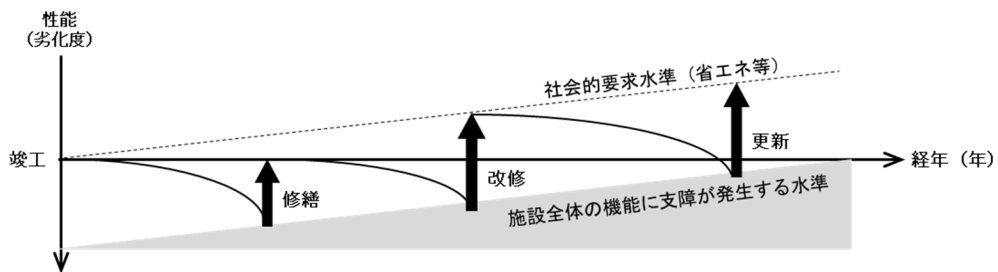 性能
（劣化度）
社会的要求水準（省エネ等）
竣工
修繕
改修
更新
経年（年）
施設全体の機能に支障が発生する水準